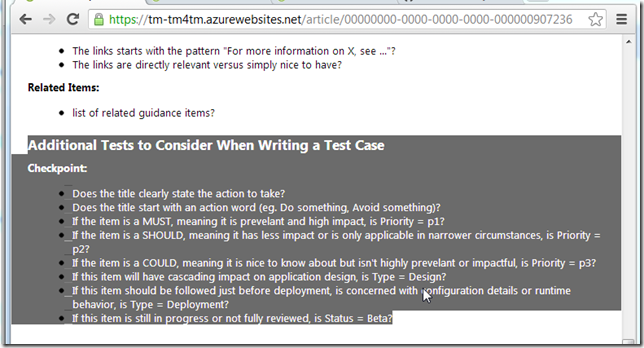 https://tm-tm4tm.azurewebsites.net/article/00000000-0000-0000-0000-000000907236
The links starts with the pattern "For more information on X, see ..."?
The links are directly relevant versus simply nice to have?
Related Items:
list of related guidance items?
Additional Tests to Consider When Writing a Test Case
Checkpoint:
Does the title clearly state the action to take?
Does the title start with an action word (eg. Do something, Avoid something)?
If the item is a MUST, meaning it is prevelant and high impact, is Priority = p1?
If the item is a SHOULD, meaning it has less impact or is only applicable in narrower circumstances, is Priority =
p2?
If the item is a COULD, meaning it is nice to know about but isn't highly prevelant or impactful, is Priority = p3?
If this item will have cascading impact on application design, is Type = Design?
If this item should be followed just before deployment, is concerned with configuration details or runtime
behavior, is Type = Deployment?
If this item is still in progress or not fully reviewed, is Status = Beta?